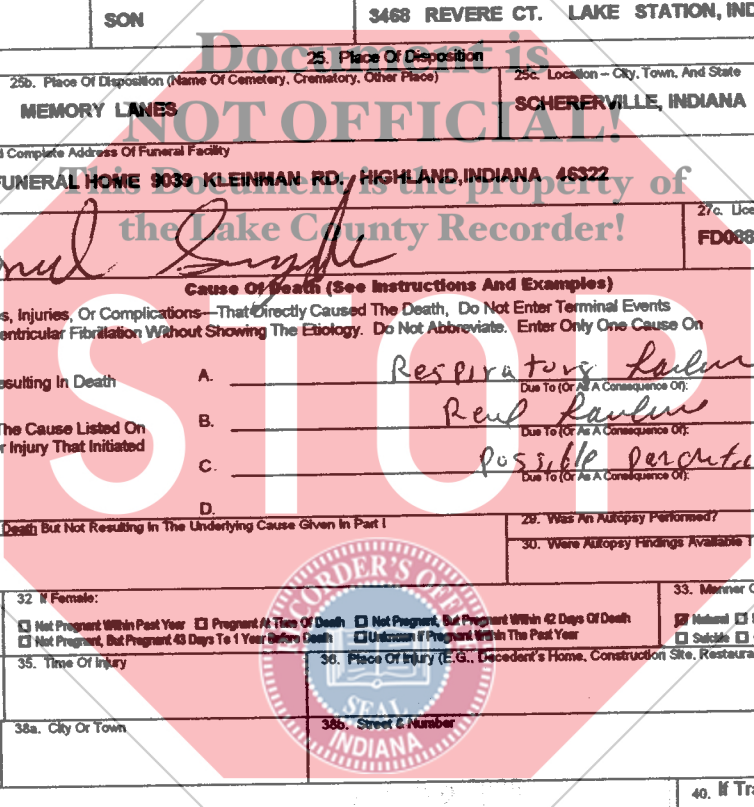 SON
3468 REVERE CT. LAKE STATION, IND
Document is
25. Place Of Disposition
25b. Place Of Disposition (Name Of Cemetery, Crematory, Other Place)
25c. Location – City, Town, And State
MEMORY LANES
SCHERERVILLE, INDIANA
NOT OFFICIAL!
Complete Address Of Funeral Facility
FUNERAL HOME 9039 KLEINMAN RD. HIGHLAND, INDIANA 46322
This Document is the property of
the Lake County Recorder!
27c. Lice
FD088
Cause Of Death (See Instructions And Examples)
s, Injuries, Or Complications—That Directly Caused The Death, Do Not Enter Terminal Events
entricular Fibrillation Without Showing The Etiology. Do Not Abbreviate. Enter Only One Cause On
STOP
esulting In Death
A. Respiratory Failur
Due To (Or As A Consequence Of):
The Cause Listed On
B. Renal Failure
Due To (Or As A Consequence Of):
r Injury That Initiated
C. Possible
Due To (Or As A Consequence Of):
D.
Death But Not Resulting In The Underlying Cause Given In Part I
29. Was An Autopsy Performed?
30. Were Autopsy Findings Available T
RECORDER'S OFFICE
32 If Female:
33. Manner O
☐ Not Pregnant Within Past Year ☐ Pregnant At Time Of Death ☐ Not Pregnant, But Pregnant Within 42 Days Of Death
☒ Natural ☐
☐ Not Pregnant, But Pregnant 43 Days To 1 Year Before Death ☐ Unknown If Pregnant Within The Past Year
☐ Suicide ☐
35. Time Of Injury
36. Place Of Injury (E.G., Decedent's Home, Construction Site, Restaura
SEAL
38a. City Or Town
38b. Street & Number
INDIANA
40. If Tr